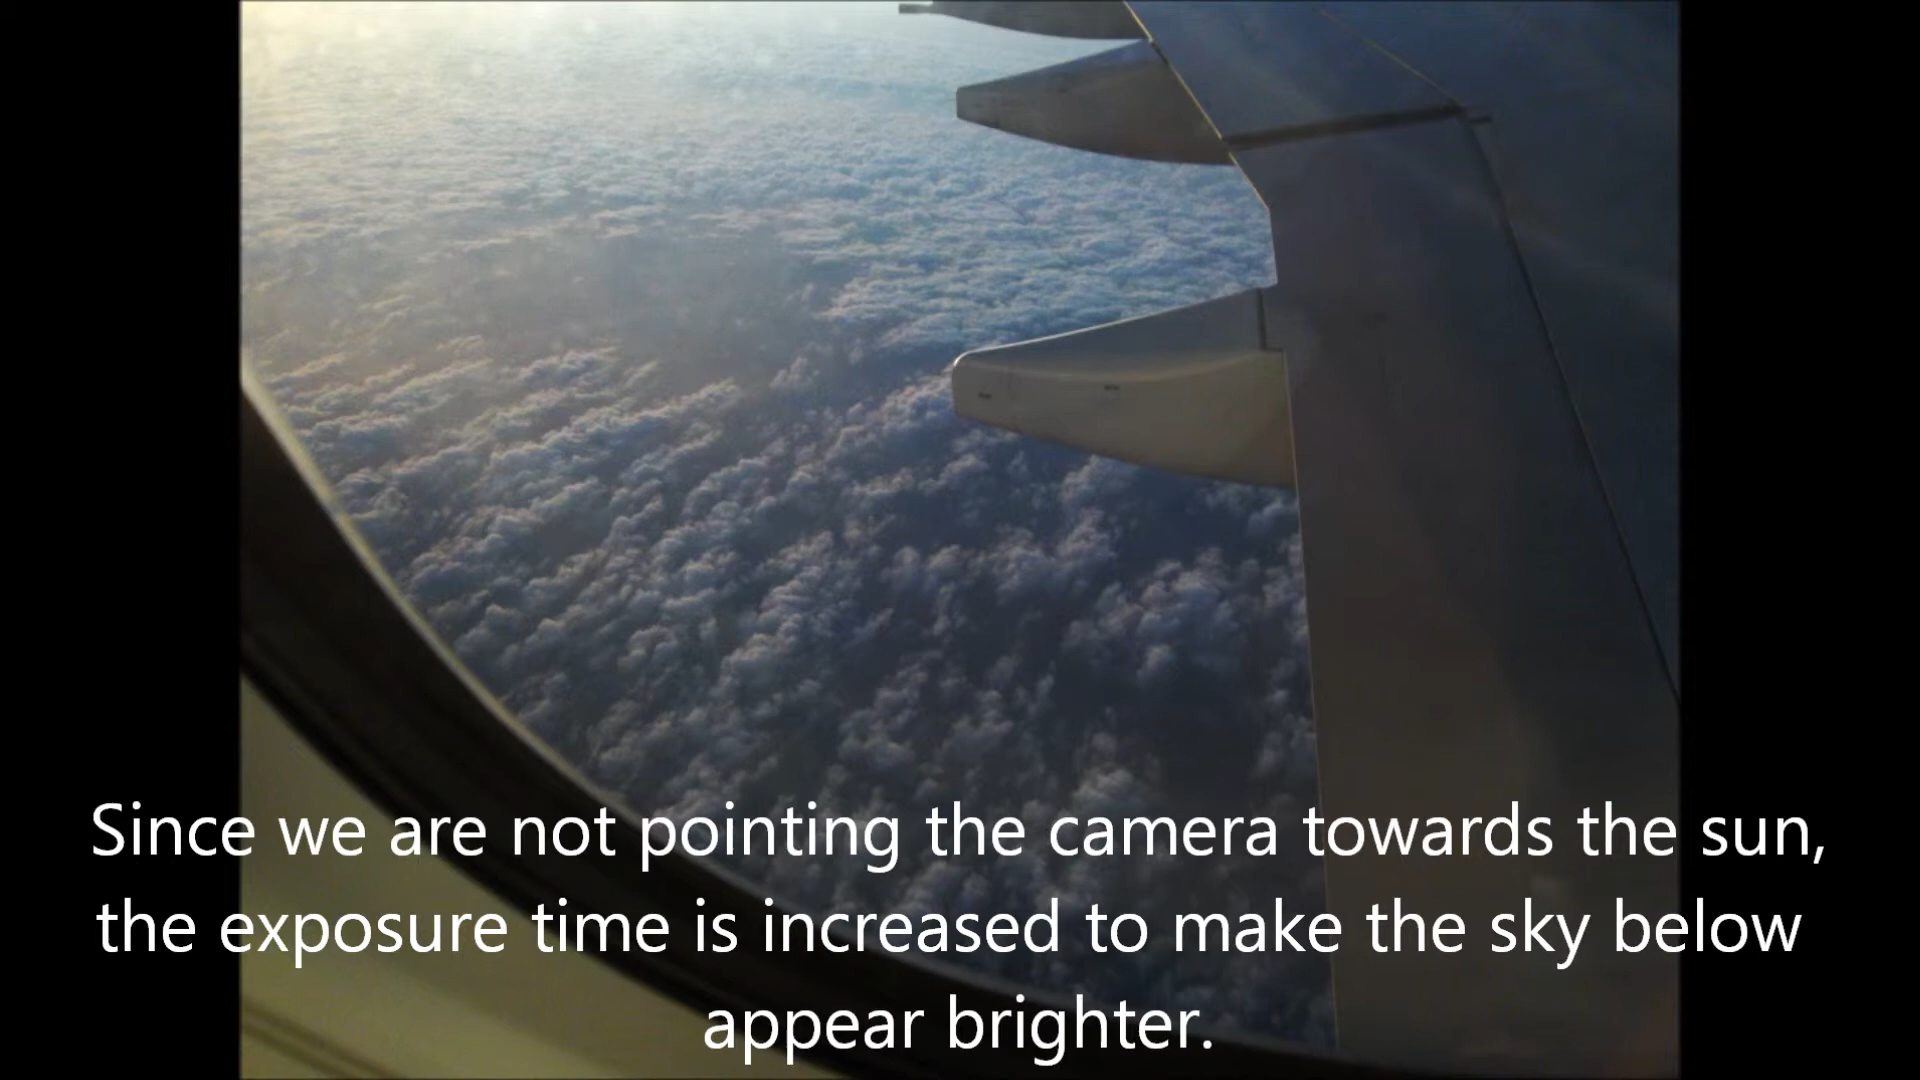 Since we are not pointing the camera towards the sun,
the exposure time is increased to make the sky below
appear brighter.